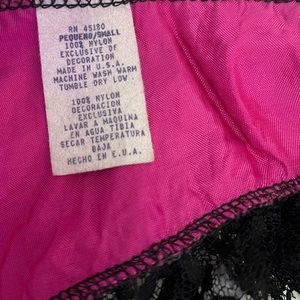 RN 45180
PEQUENO/SMALL
100% NYLON
EXCLUSIVE OF
DECORATION
MADE IN U.S.A.
MACHINE WASH WARM
TUMBLE DRY LOW
100% NYLON
DECORACION
EXCLUSIVA
LAVAR A MAQUINA
EN AGUA TIBIA
SECAR TEMPERATURA
BAJA
HECHO EN E.U.A.